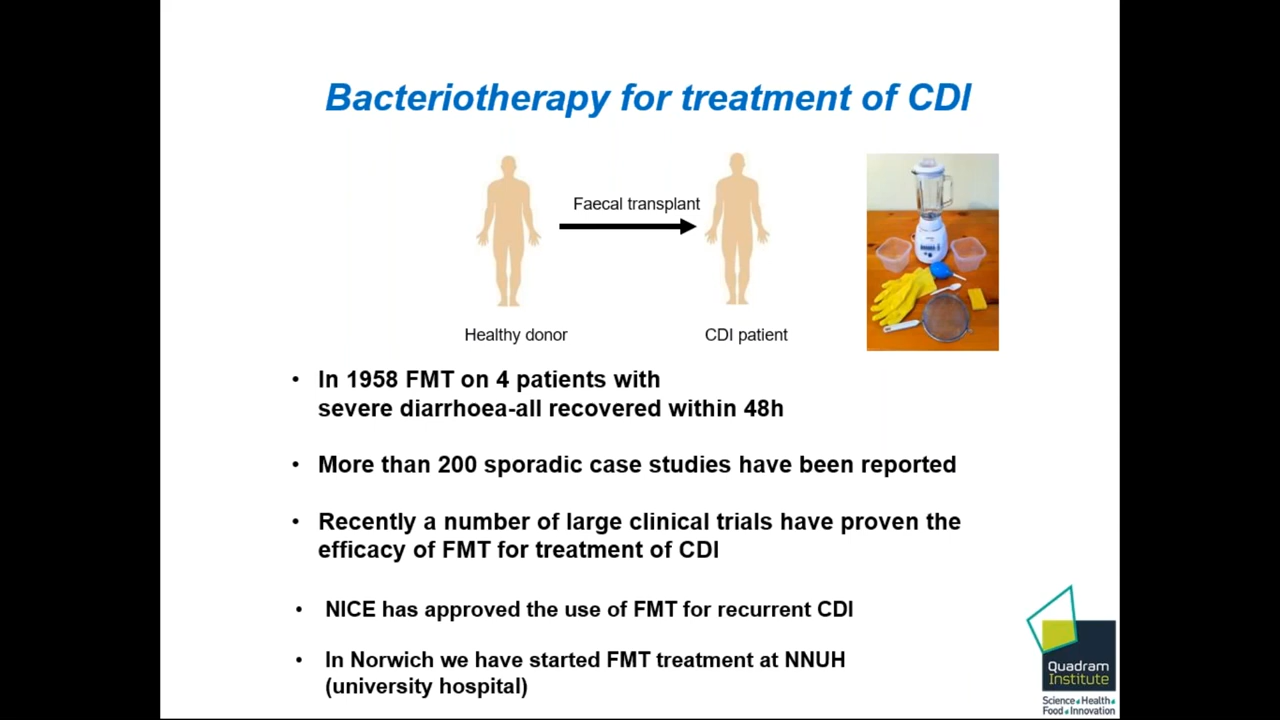 Bacteriotherapy for treatment of CDI
Faecal transplant
Healthy donor
CDI patient
• In 1958 FMT on 4 patients with
severe diarrhoea-all recovered within 48h
• More than 200 sporadic case studies have been reported
• Recently a number of large clinical trials have proven the
efficacy of FMT for treatment of CDI
• NICE has approved the use of FMT for recurrent CDI
• In Norwich we have started FMT treatment at NNUH
(university hospital)
Quadram
Institute
Science • Health •
Food • Innovation